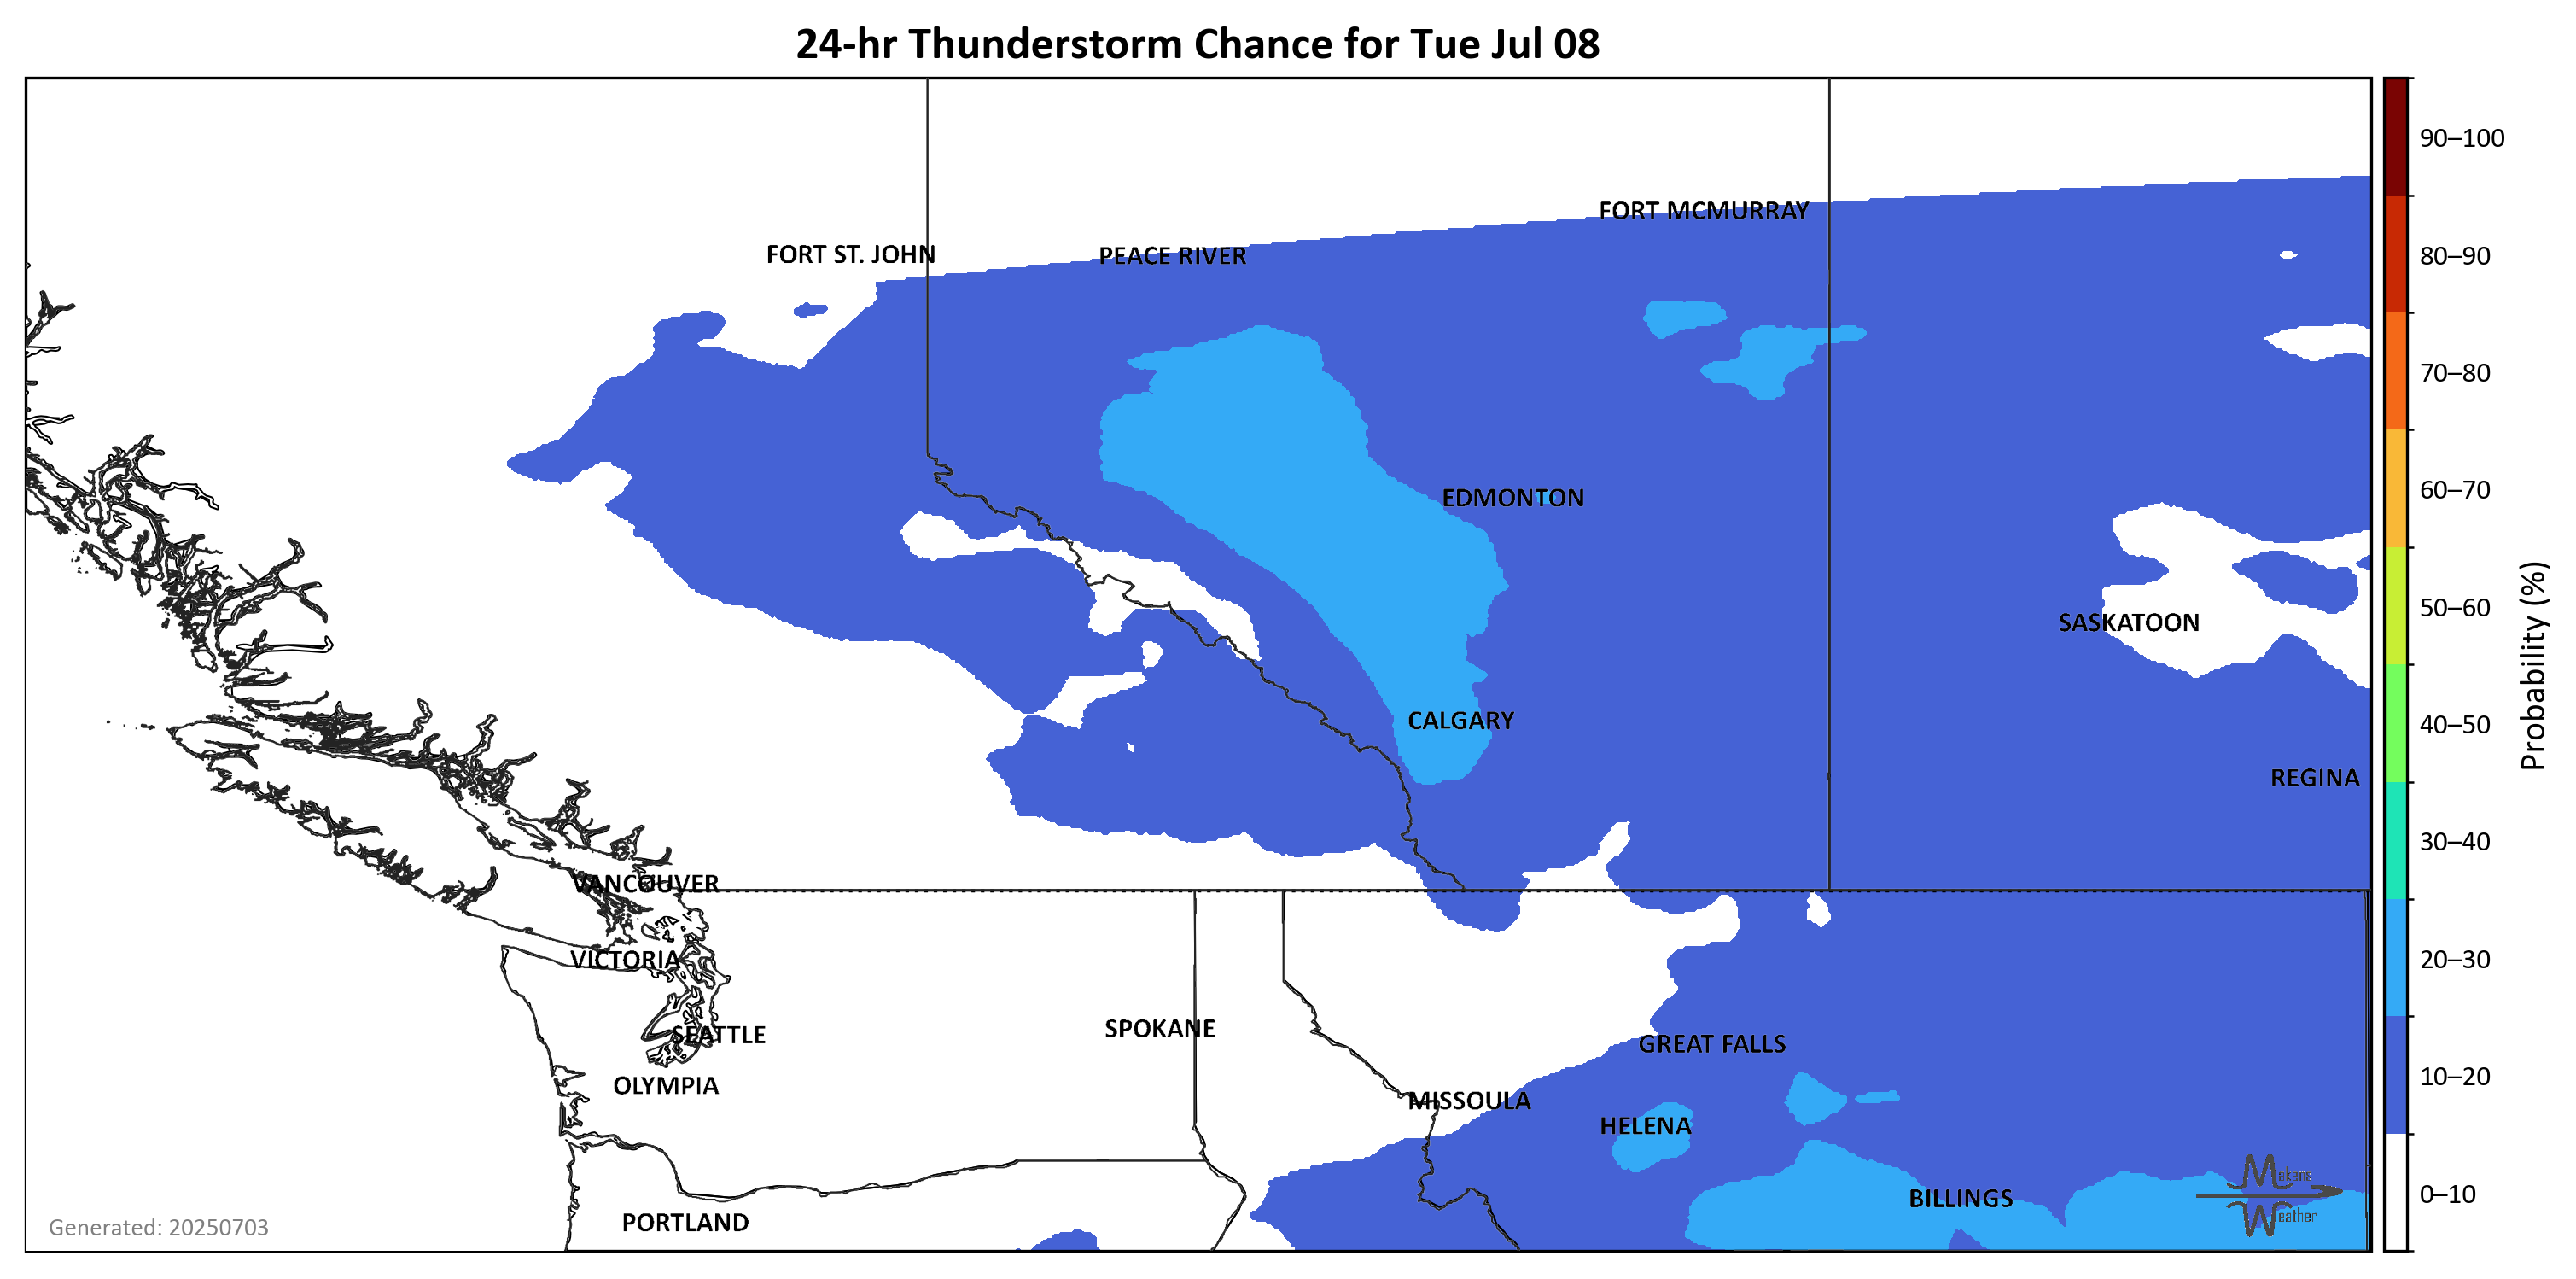 24-hr Thunderstorm Chance for Tue Jul 08
90–100
FORT MCMURRAY
FORT ST. JOHN
PEACE RIVER
80–90
70–80
EDMONTON
60–70
SASKATOON
50–60
CALGARY
40–50
REGINA
30–40
Probability (%)
VANCOUVER
VICTORIA
20–30
SPOKANE
SEATTLE
GREAT FALLS
OLYMPIA
10–20
MISSOULA
HELENA
Mekens
Weather
BILLINGS
0–10
PORTLAND
Generated: 20250703